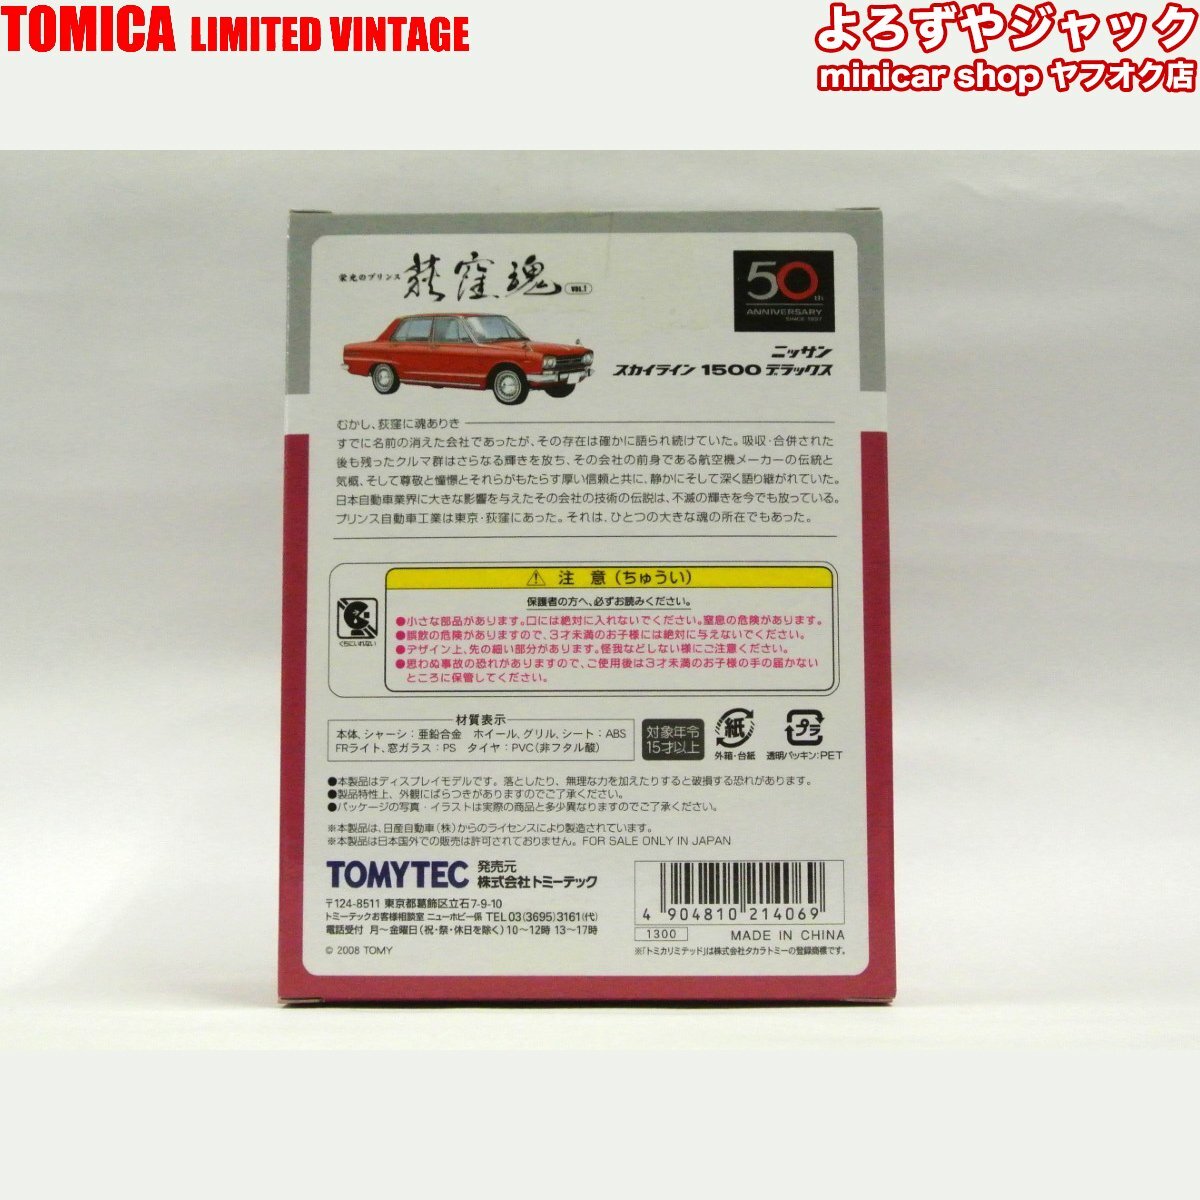 TOMICA LIMITED VINTAGE
よろずやジャック
minicar shop ヤフオク店
栄光のプリンス 荻窪魂 VOL.1
50th
ANNIVERSARY
SINCE 1957
ニッサン
スカイライン 1500 デラックス
むかし、荻窪に魂ありき
すでに名前の消えた会社であったが、その存在は確かに語られ続けていた。吸収・合併された
後も残ったクルマ群はさらなる輝きを放ち、その会社の前身である航空機メーカーの伝統と
気概、そして尊敬と憧憬とそれらがもたらす厚い信頼と共に、静かにそして深く語り継がれていた。
日本自動車業界に大きな影響を与えたその会社の技術の伝説は、不滅の輝きを今でも放っている。
プリンス自動車工業は東京・荻窪にあった。それは、ひとつの大きな魂の所在でもあった。
⚠ 注 意(ちゅうい)
保護者の方へ、必ずお読みください。
●小さな部品があります。口には絶対に入れないでください。窒息の危険があります。
●誤飲の危険がありますので、3才未満のお子様には絶対に与えないでください。
●デザイン上、先の細い部分があります。怪我などしない様にご注意ください。
●思わぬ事故の恐れがありますので、ご使用後は3才未満のお子様の手の届かない
ところに保管してください。
くちにいれない
材質表示
本体、シャーシ:亜鉛合金 ホイール、グリル、シート:ABS
FRライト、窓ガラス:PS タイヤ:PVC(非フタル酸)
対象年令
15才以上
紙
外箱・台紙
プラ
透明パッキン:PET
●本製品はディスプレイモデルです。落としたり、無理な力を加えたりすると破損する恐れがあります。
●製品特性上、外観にばらつきがありますのでご了承ください。
●パッケージの写真・イラストは実際の商品と多少異なりますのでご了承ください。
※本製品は、日産自動車(株)からのライセンスにより製造されています。
※本製品は日本国外での販売は許可されておりません。FOR SALE ONLY IN JAPAN
TOMYTEC 発売元
株式会社トミーテック
〒124-8511 東京都葛飾区立石7-9-10
トミーテックお客様相談室 ニューホビー係 TEL 03(3695)3161(代)
電話受付 月〜金曜日(祝・祭・休日を除く)10〜12時 13〜17時
© 2008 TOMY
4 904810 214069
1300
MADE IN CHINA
※「トミカリミテッド」は株式会社タカラトミーの登録商標です。